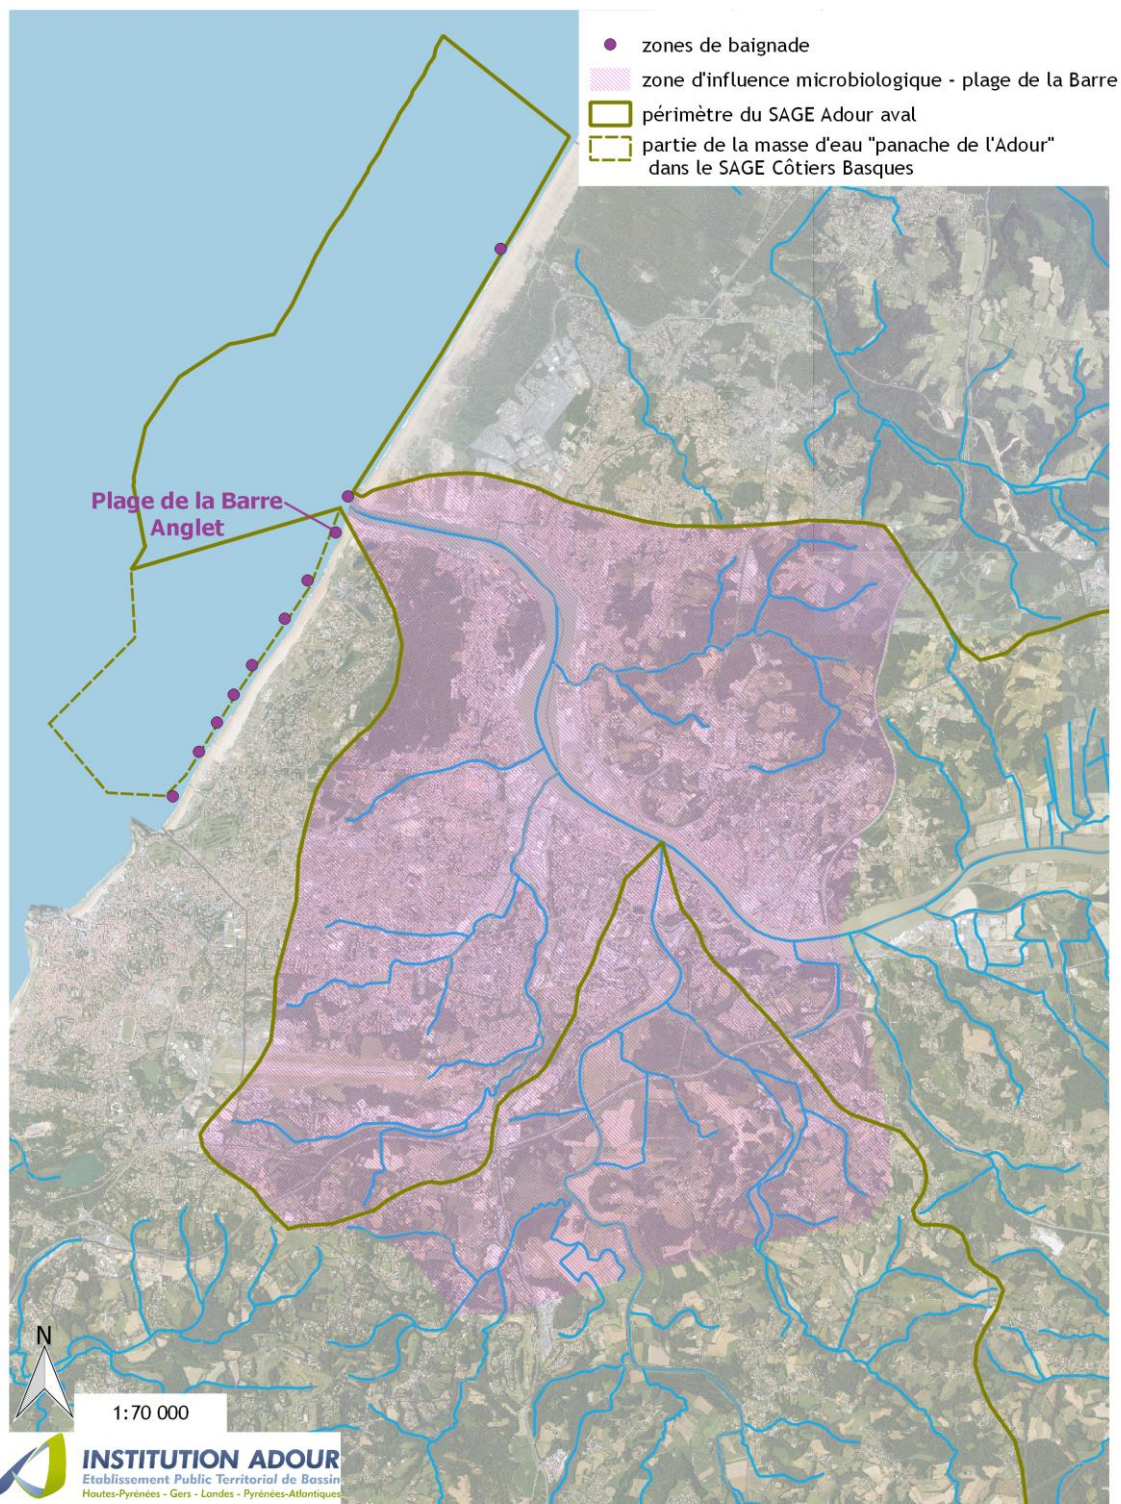 zones de baignade
zone d'influence microbiologique - plage de la Barre
périmètre du SAGE Adour aval
partie de la masse d'eau "panache de l'Adour"
dans le SAGE Côtiers Basques
Plage de la Barre
Anglet
N
1:70 000
INSTITUTION ADOUR
Etablissement Public Territorial de Bassin
Hautes-Pyrénées - Gers - Landes - Pyrénées-Atlantiques